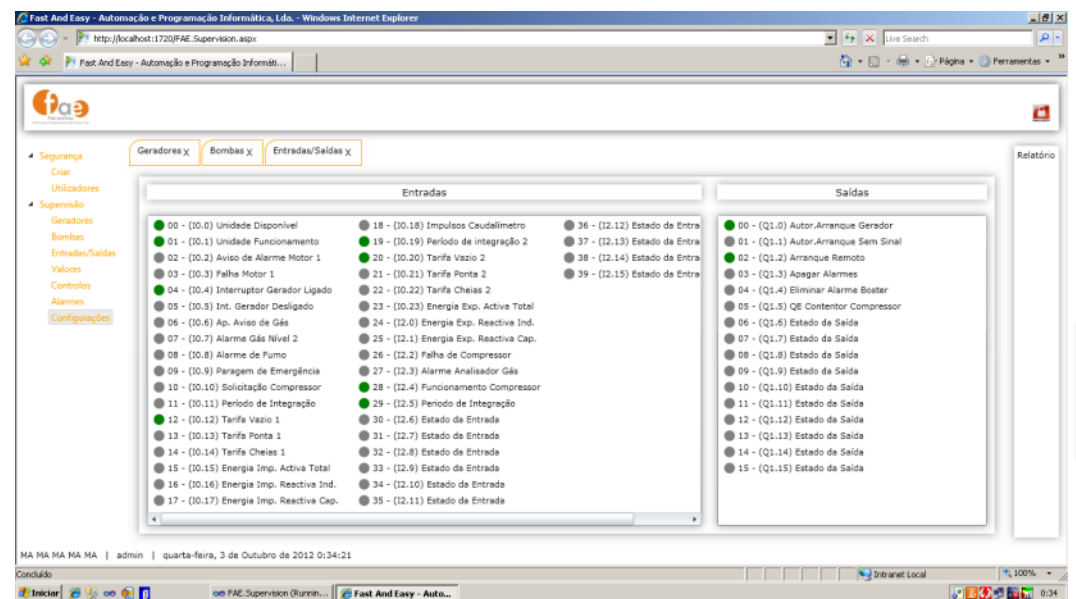 Fast And Easy - Automação e Programação Informática, Lda. - Windows Internet Explorer
http://localhost:1720/FAE.Supervision.aspx
Live Search
Fast And Easy - Automação e Programação Informáti...
Página
Ferramentas
fae
Fast and Easy
Segurança
Criar
Utilizadores
Supervisão
Geradores
Bombas
Entradas/Saídas
Valores
Controlos
Alarmes
Configurações
Geradores X
Bombas X
Entradas/Saídas X
Relatório
Entradas
00 - (I0.0) Unidade Disponível
01 - (I0.1) Unidade Funcionamento
02 - (I0.2) Aviso de Alarme Motor 1
03 - (I0.3) Falha Motor 1
04 - (I0.4) Interruptor Gerador Ligado
05 - (I0.5) Int. Gerador Desligado
06 - (I0.6) Ap. Aviso de Gás
07 - (I0.7) Alarme Gás Nível 2
08 - (I0.8) Alarme de Fumo
09 - (I0.9) Paragem de Emergência
10 - (I0.10) Solicitação Compressor
11 - (I0.11) Período de Integração
12 - (I0.12) Tarifa Vazio 1
13 - (I0.13) Tarifa Ponta 1
14 - (I0.14) Tarifa Cheias 1
15 - (I0.15) Energia Imp. Activa Total
16 - (I0.16) Energia Imp. Reactiva Ind.
17 - (I0.17) Energia Imp. Reactiva Cap.
18 - (I0.18) Impulsos Caudalímetro
19 - (I0.19) Período de integração 2
20 - (I0.20) Tarifa Vazio 2
21 - (I0.21) Tarifa Ponta 2
22 - (I0.22) Tarifa Cheias 2
23 - (I0.23) Energia Exp. Activa Total
24 - (I2.0) Energia Exp. Reactiva Ind.
25 - (I2.1) Energia Exp. Reactiva Cap.
26 - (I2.2) Falha de Compressor
27 - (I2.3) Alarme Analisador Gás
28 - (I2.4) Funcionamento Compressor
29 - (I2.5) Periodo de Integração
30 - (I2.6) Estado da Entrada
31 - (I2.7) Estado da Entrada
32 - (I2.8) Estado da Entrada
33 - (I2.9) Estado da Entrada
34 - (I2.10) Estado da Entrada
35 - (I2.11) Estado da Entrada
36 - (I2.12) Estado da Entra
37 - (I2.13) Estado da Entra
38 - (I2.14) Estado da Entra
39 - (I2.15) Estado da Entra
Saídas
00 - (Q1.0) Autor.Arranque Gerador
01 - (Q1.1) Autor.Arranque Sem Sinal
02 - (Q1.2) Arranque Remoto
03 - (Q1.3) Apagar Alarmes
04 - (Q1.4) Eliminar Alarme Boster
05 - (Q1.5) QE Contentor Compressor
06 - (Q1.6) Estado da Saída
07 - (Q1.7) Estado da Saída
08 - (Q1.8) Estado da Saída
09 - (Q1.9) Estado da Saída
10 - (Q1.10) Estado da Saída
11 - (Q1.11) Estado da Saída
12 - (Q1.12) Estado da Saída
13 - (Q1.13) Estado da Saída
14 - (Q1.14) Estado da Saída
15 - (Q1.15) Estado da Saída
MA MA MA MA MA | admin | quarta-feira, 3 de Outubro de 2012 0:34:21
Concluído
Intranet Local
100%
Iniciar
FAE.Supervision (Runnin...
Fast And Easy - Auto...
0:34